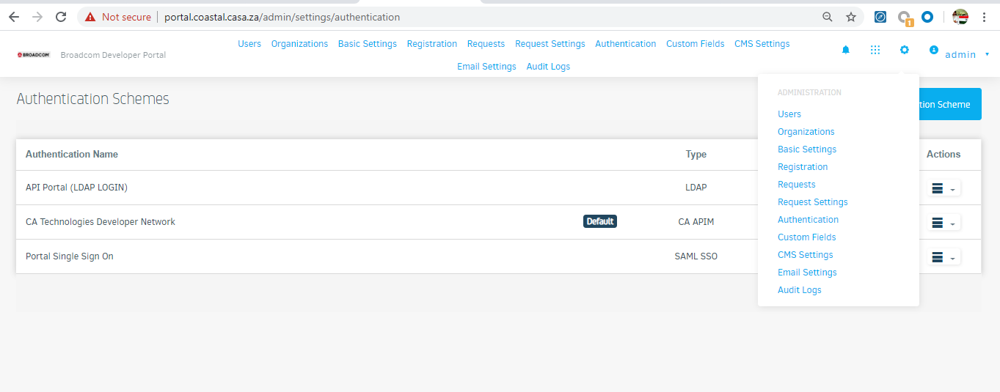 Not secure | portal.coastal.casa.za/admin/settings/authentication
1
BROADCOM Broadcom Developer Portal
Users Organizations Basic Settings Registration Requests Request Settings Authentication Custom Fields CMS Settings
Email Settings Audit Logs
admin
Authentication Schemes
tion Scheme
ADMINISTRATION
Users
Organizations
Basic Settings
Registration
Requests
Request Settings
Authentication
Custom Fields
CMS Settings
Email Settings
Audit Logs
Authentication Name Type Actions
API Portal (LDAP LOGIN) LDAP
CA Technologies Developer Network Default CA APIM
Portal Single Sign On SAML SSO